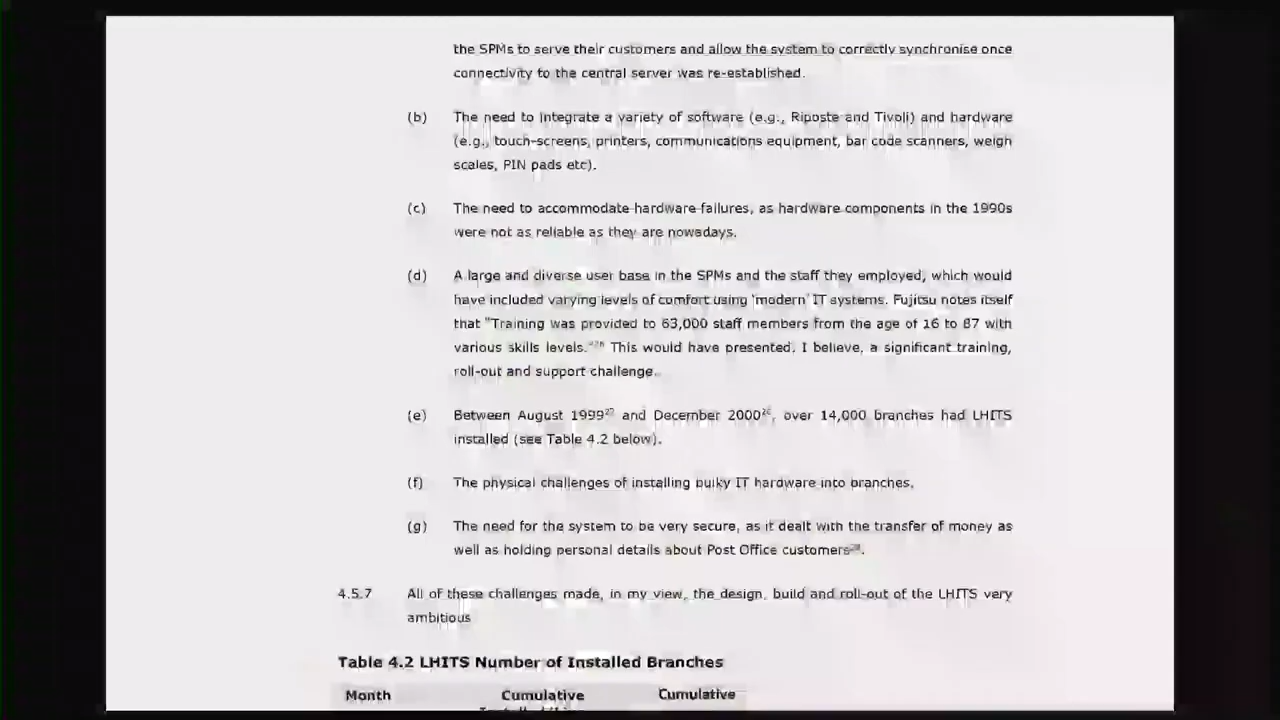 the SPMs to serve their customers and allow the system to correctly synchronise once
connectivity to the central server was re-established.
(b) The need to integrate a variety of software (e.g., Riposte and Tivoli) and hardware
(e.g., touch-screens, printers, communications equipment, bar code scanners, weigh
scales, PIN pads etc).
(c) The need to accommodate hardware failures, as hardware components in the 1990s
were not as reliable as they are nowadays.
(d) A large and diverse user base in the SPMs and the staff they employed, which would
have included varying levels of comfort using 'modern' IT systems. Fujitsu notes itself
that "Training was provided to 63,000 staff members from the age of 16 to 87 with
various skills levels." This would have presented, I believe, a significant training,
roll-out and support challenge.
(e) Between August 1999 and December 2000, over 14,000 branches had LHITS
installed (see Table 4.2 below).
(f) The physical challenges of installing bulky IT hardware into branches.
(g) The need for the system to be very secure, as it dealt with the transfer of money as
well as holding personal details about Post Office customers.
4.5.7 All of these challenges made, in my view, the design, build and roll-out of the LHITS very
ambitious
Table 4.2 LHITS Number of Installed Branches
Month Cumulative Cumulative